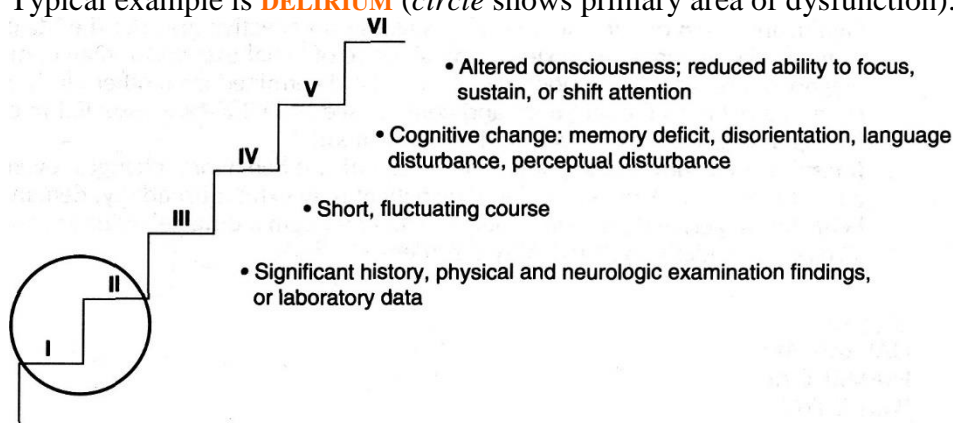 Typical example is DELIRIUM (circle shows primary area of dysfunction).
VI
• Altered consciousness; reduced ability to focus,
sustain, or shift attention
V
• Cognitive change: memory deficit, disorientation, language
disturbance, perceptual disturbance
IV
• Short, fluctuating course
III
• Significant history, physical and neurologic examination findings,
or laboratory data
II
I